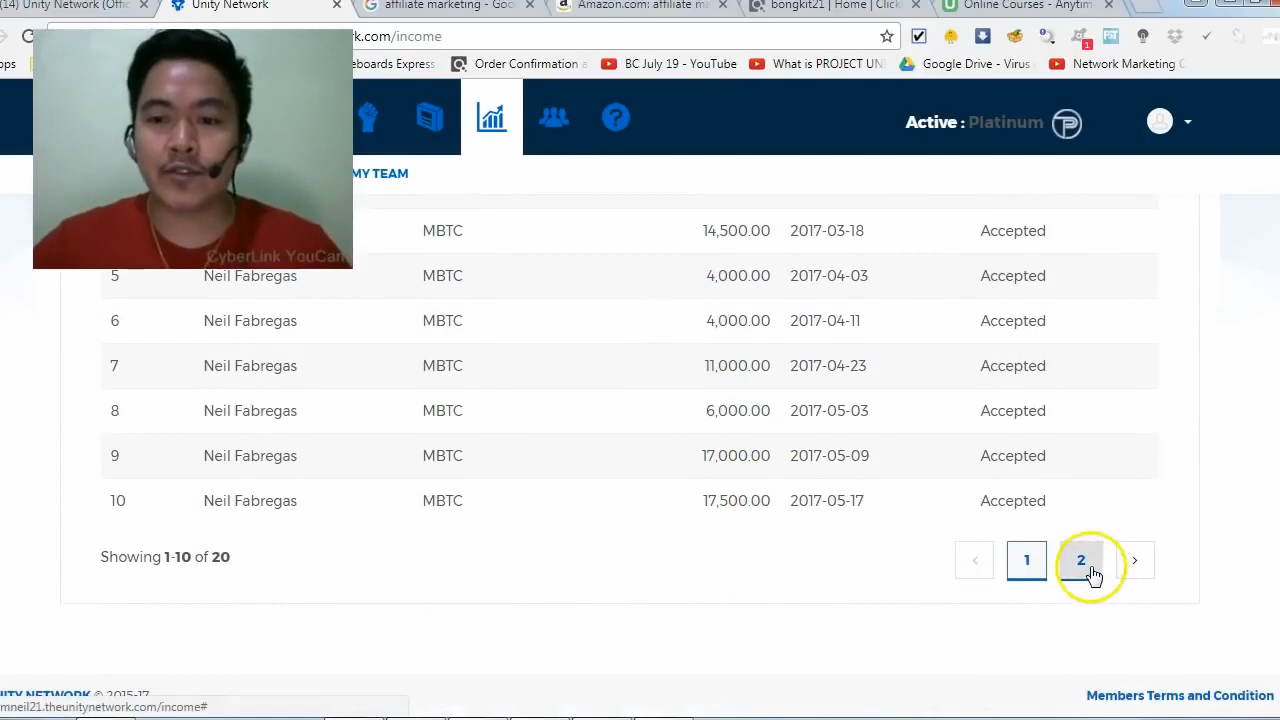 (4) Unity Network (Offic
Unity Network
affiliate marketing - Goo
Amazon.com: affiliate m
bongkit21 | Home | Click
Online Courses - Anytim
k.com/income
1
ops
eboards Express
Order Confirmation
BC July 19 - YouTube
What is PROJECT UN
Google Drive - Virus
Network Marketing C
Active : Platinum
MY TEAM
CyberLink YouCam
MBTC 14,500.00 2017-03-18 Accepted
5 Neil Fabregas MBTC 4,000.00 2017-04-03 Accepted
6 Neil Fabregas MBTC 4,000.00 2017-04-11 Accepted
7 Neil Fabregas MBTC 11,000.00 2017-04-23 Accepted
8 Neil Fabregas MBTC 6,000.00 2017-05-03 Accepted
9 Neil Fabregas MBTC 17,000.00 2017-05-09 Accepted
10 Neil Fabregas MBTC 17,500.00 2017-05-17 Accepted
Showing 1-10 of 20
< 1 2 >
NITY NETWORK © 2015-17
Members Terms and Condition
mneil21.theunitynetwork.com/income#